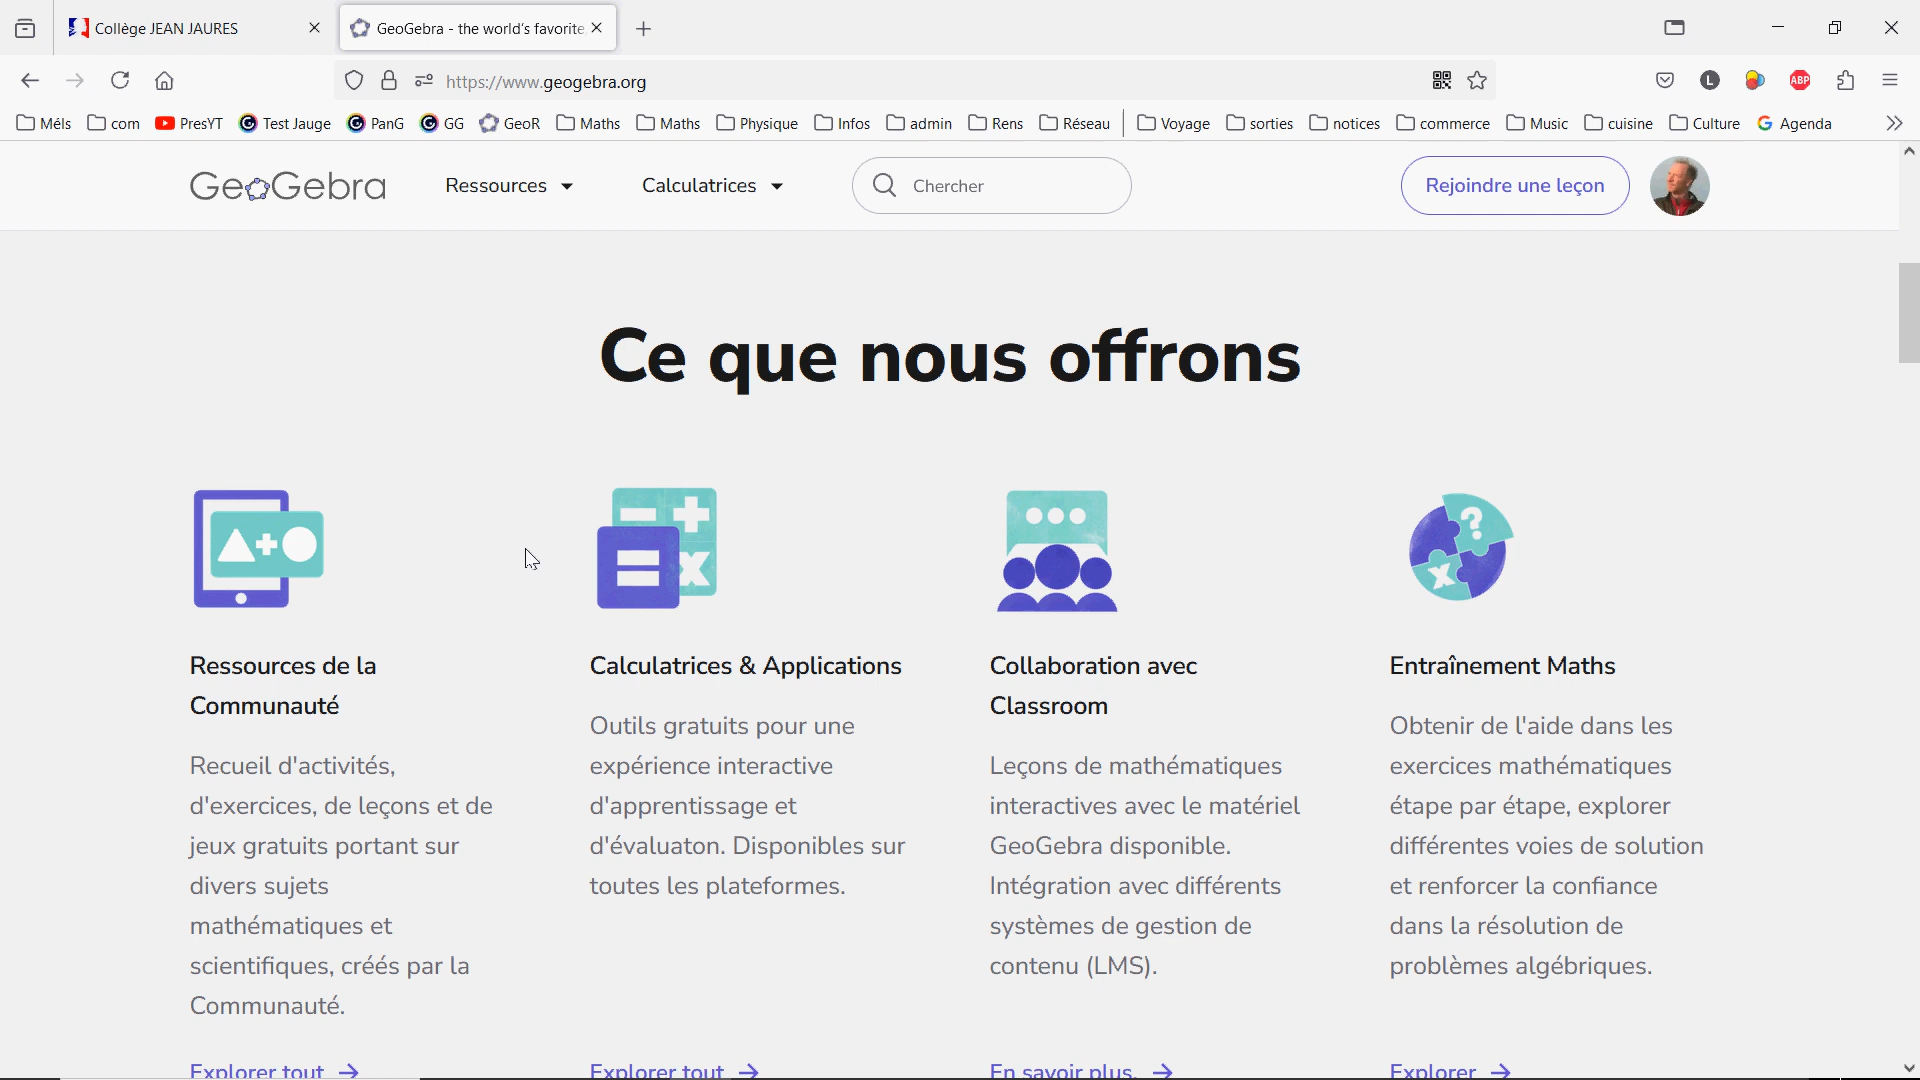 Collège JEAN JAURES
GeoGebra - the world's favorite
https://www.geogebra.org
L
ABP
Méls com PresYT Test Jauge PanG GG GeoR Maths Maths Physique Infos admin Rens Réseau Voyage sorties notices commerce Music cuisine Culture Agenda
GeoGebra Ressources Calculatrices Chercher Rejoindre une leçon
Ce que nous offrons
Ressources de la
Communauté
Recueil d'activités,
d'exercices, de leçons et de
jeux gratuits portant sur
divers sujets
mathématiques et
scientifiques, créés par la
Communauté.
Explorer tout
Calculatrices & Applications
Outils gratuits pour une
expérience interactive
d'apprentissage et
d'évaluaton. Disponibles sur
toutes les plateformes.
Explorer tout
Collaboration avec
Classroom
Leçons de mathématiques
interactives avec le matériel
GeoGebra disponible.
Intégration avec différents
systèmes de gestion de
contenu (LMS).
En savoir plus.
Entraînement Maths
Obtenir de l'aide dans les
exercices mathématiques
étape par étape, explorer
différentes voies de solution
et renforcer la confiance
dans la résolution de
problèmes algébriques.
Explorer